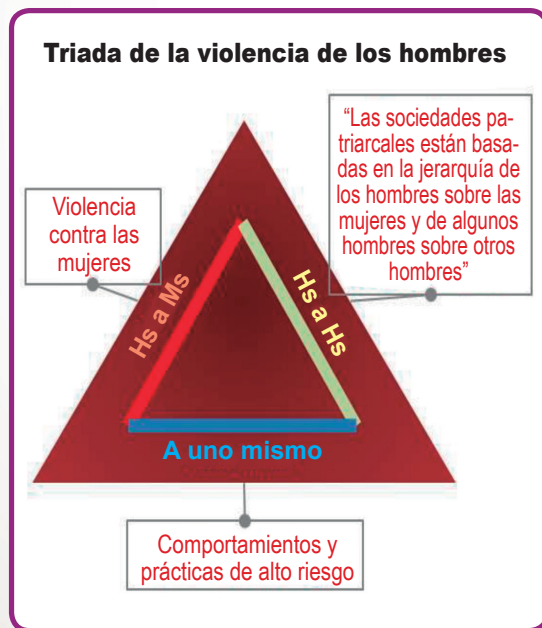 Triada de la violencia de los hombres
“Las sociedades pa-
triarcales están basa-
das en la jerarquía de
los hombres sobre las
mujeres y de algunos
hombres sobre otros
hombres”
Violencia
contra las
mujeres
Hs a Ms
Hs a Hs
A uno mismo
Comportamientos y
prácticas de alto riesgo